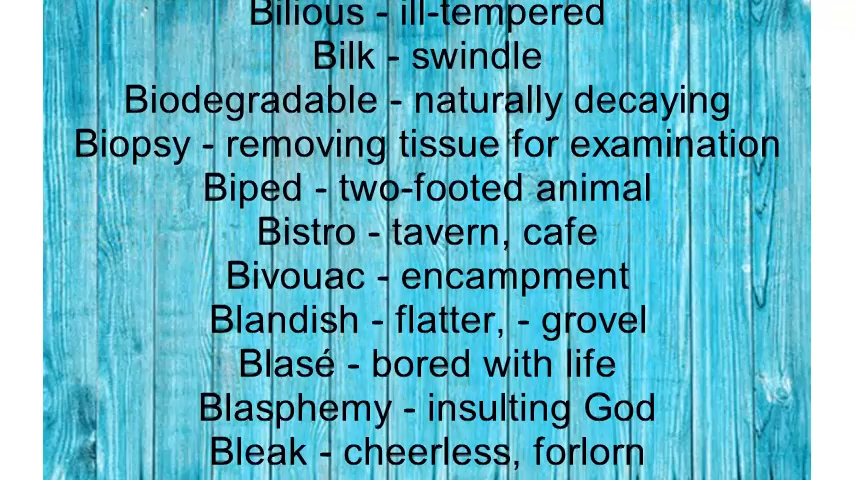 Bilious - ill-tempered
Bilk - swindle
Biodegradable - naturally decaying
Biopsy - removing tissue for examination
Biped - two-footed animal
Bistro - tavern, cafe
Bivouac - encampment
Blandish - flatter, - grovel
Blasé - bored with life
Blasphemy - insulting God
Bleak - cheerless, forlorn